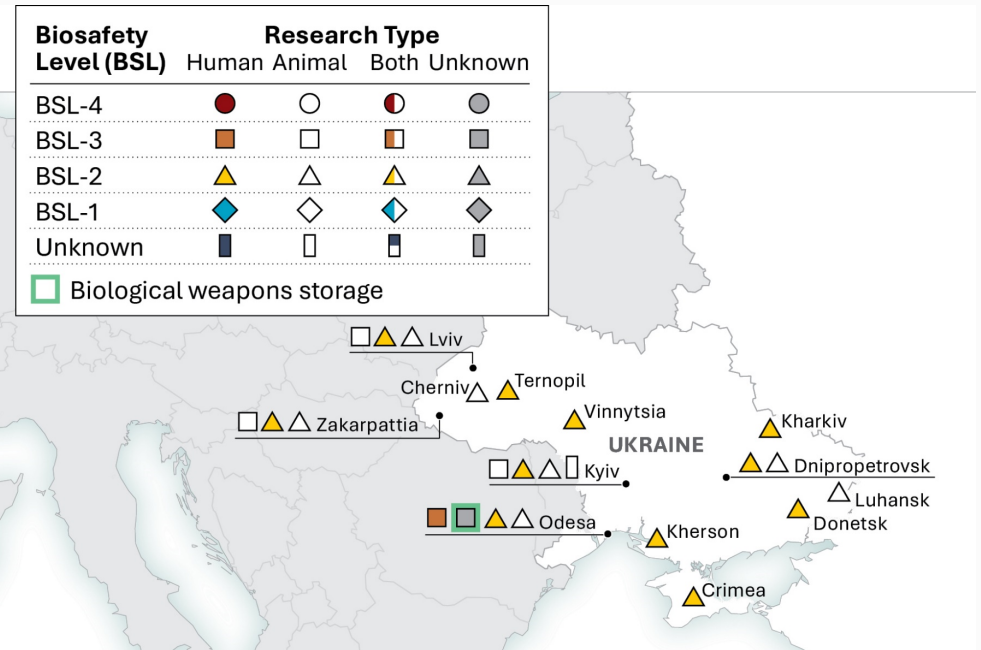 Biosafety Level (BSL)
Research Type
Human Animal Both Unknown
BSL-4
BSL-3
BSL-2
BSL-1
Unknown
Biological weapons storage
Lviv
Cherniv
Ternopil
Zakarpattia
Vinnytsia
UKRAINE
Kharkiv
Kyiv
Dnipropetrovsk
Luhansk
Odesa
Donetsk
Kherson
Crimea